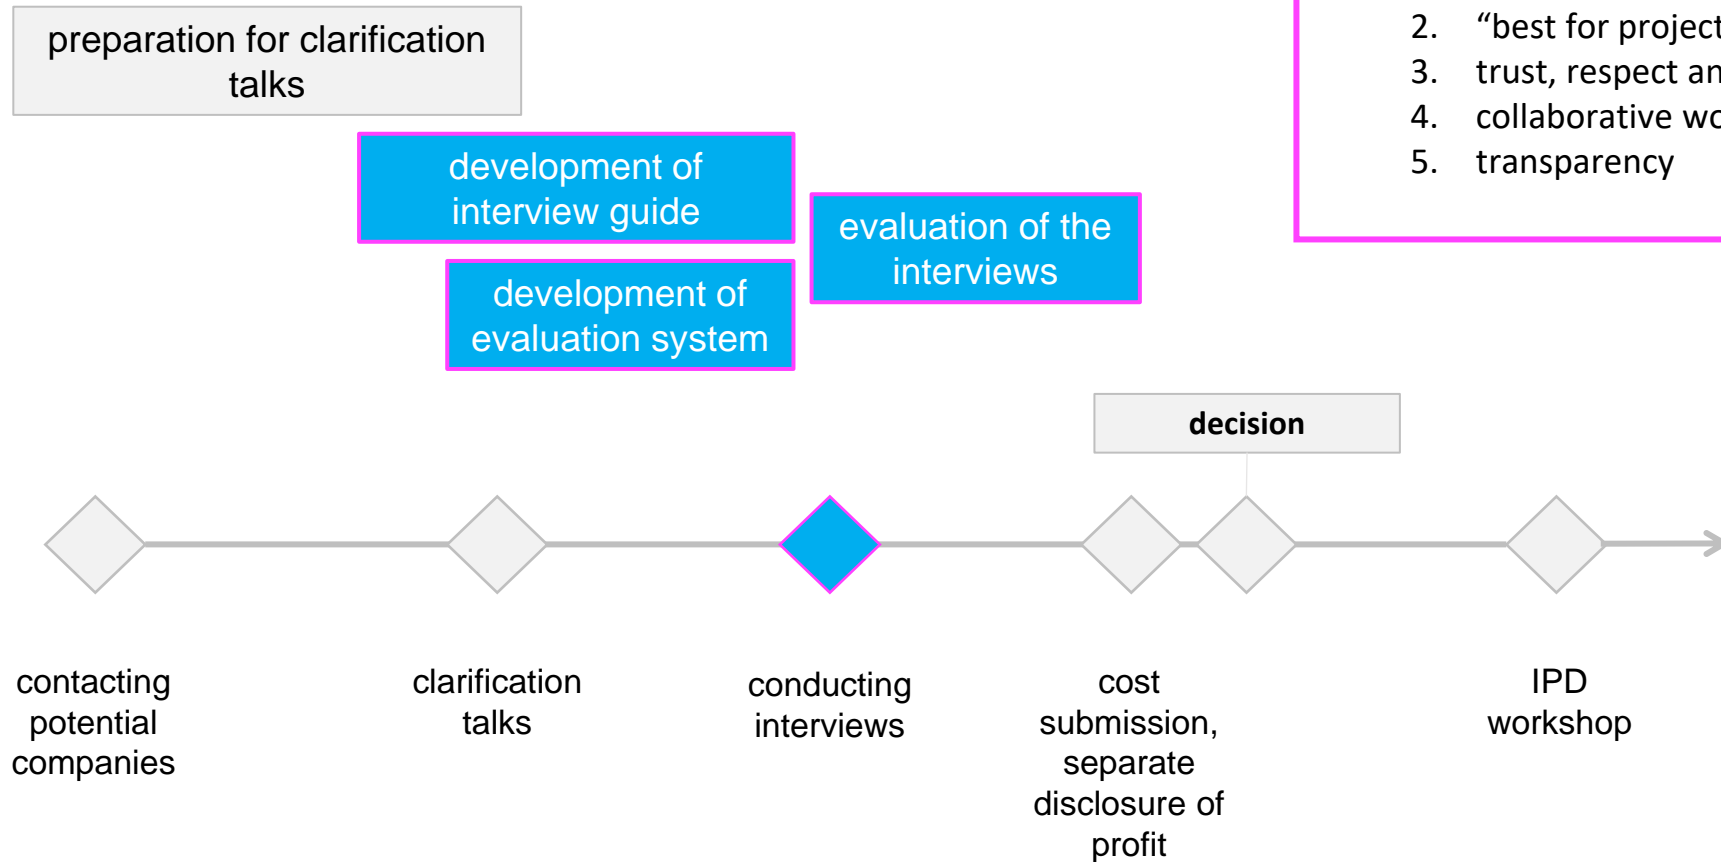 preparation for clarification
talks
2. “best for project
3. trust, respect
4. collaborative
5. transparency
development of
interview guide
evaluation of the
interviews
development of
evaluation system
decision
contacting
potential
companies
clarification
talks
conducting
interviews
cost
submission,
separate
disclosure of
profit
IPD
workshop